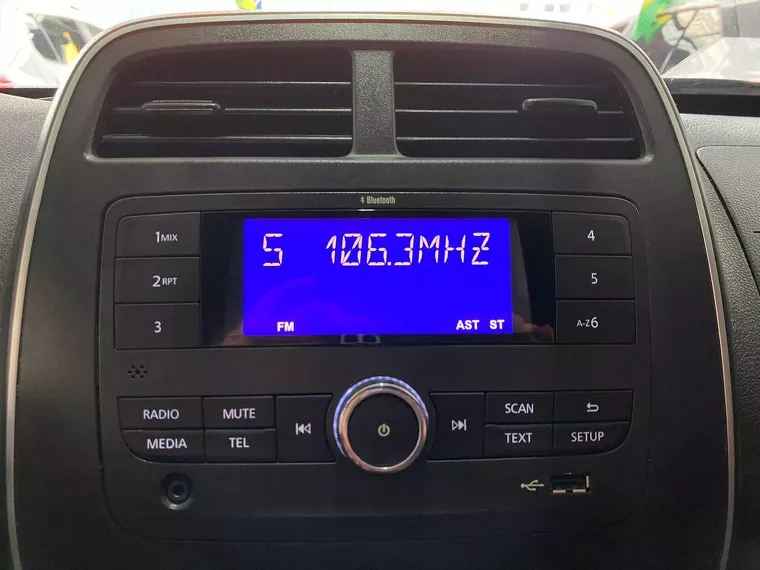 Bluetooth
1MIX
5 106.3MHZ
4
2RPT
5
3
FM AST ST
A-Z6
RADIO MUTE SCAN
MEDIA TEL TEXT SETUP